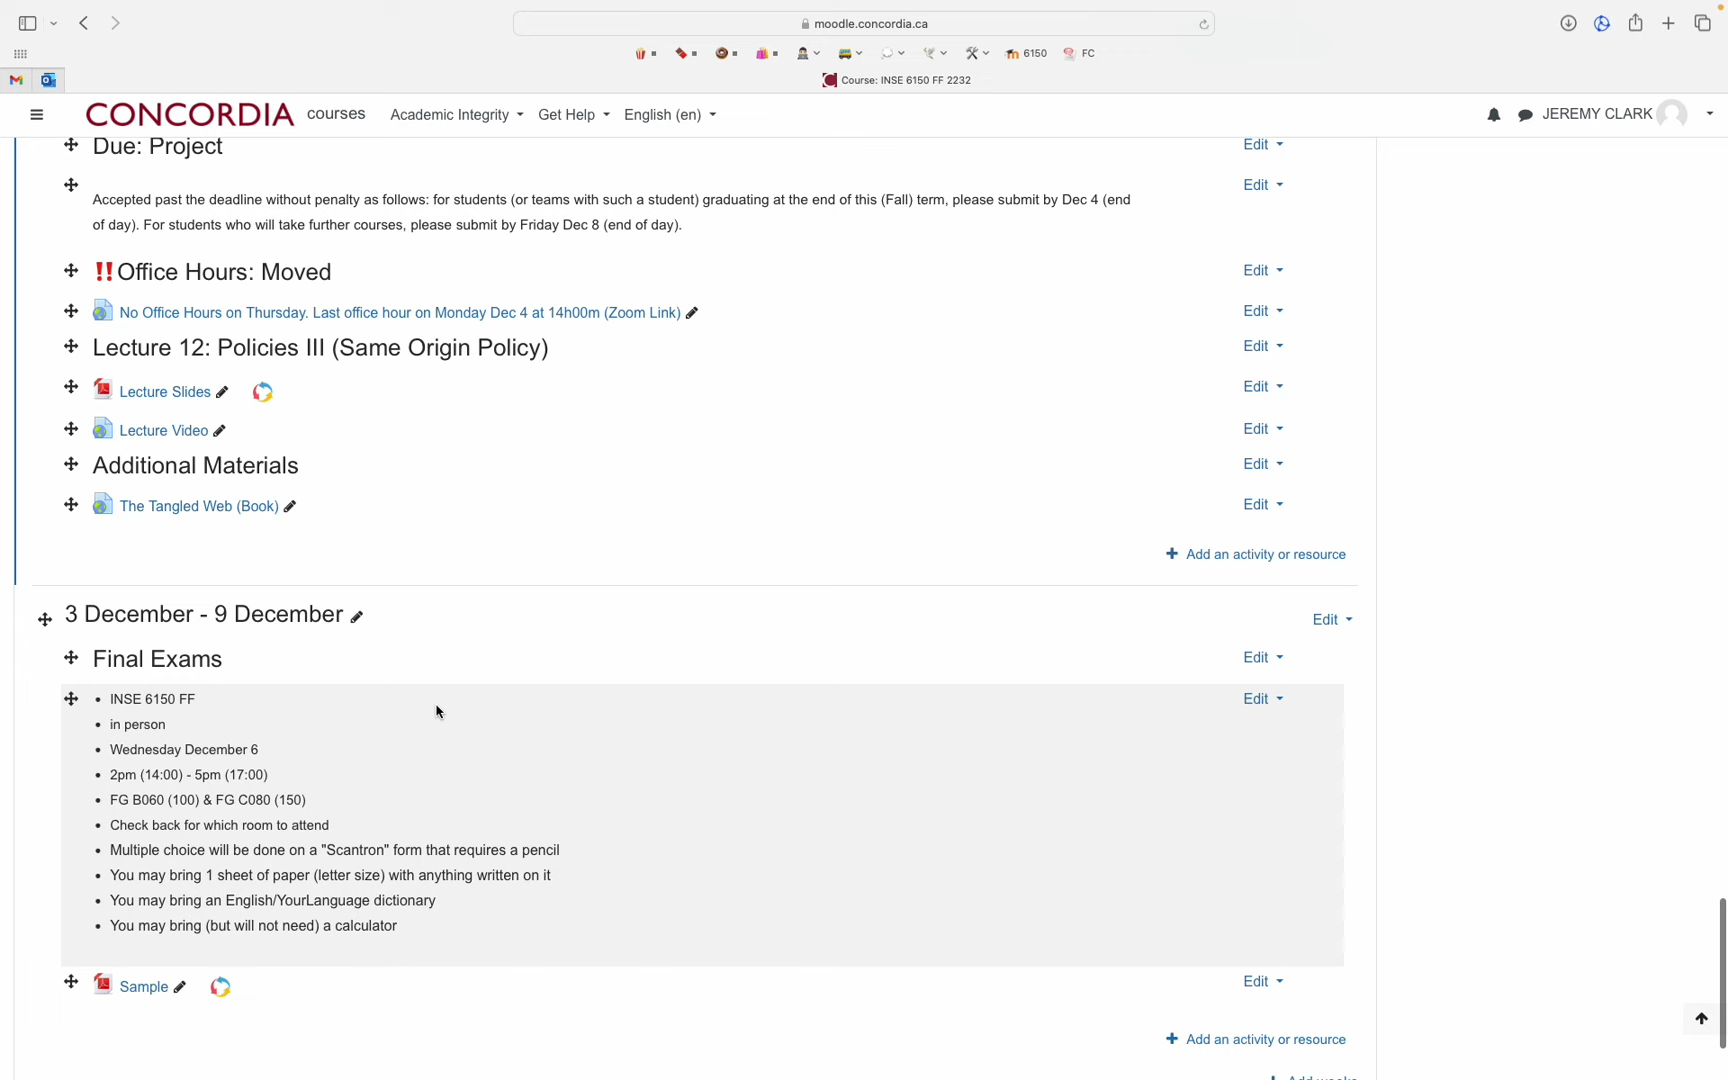 moodle.concordia.ca
6150
FC
Course: INSE 6150 FF 2232
CONCORDIA courses Academic Integrity Get Help English (en) JEREMY CLARK
Due: Project
Edit
Edit
Accepted past the deadline without penalty as follows: for students (or teams with such a student) graduating at the end of this (Fall) term, please submit by Dec 4 (end
of day). For students who will take further courses, please submit by Friday Dec 8 (end of day).
‼️Office Hours: Moved
Edit
No Office Hours on Thursday. Last office hour on Monday Dec 4 at 14h00m (Zoom Link)
Edit
Lecture 12: Policies III (Same Origin Policy)
Edit
Lecture Slides
Edit
Lecture Video
Edit
Additional Materials
Edit
The Tangled Web (Book)
Edit
+ Add an activity or resource
3 December - 9 December
Edit
Final Exams
Edit
• INSE 6150 FF
Edit
• in person
• Wednesday December 6
• 2pm (14:00) - 5pm (17:00)
• FG B060 (100) & FG C080 (150)
• Check back for which room to attend
• Multiple choice will be done on a "Scantron" form that requires a pencil
• You may bring 1 sheet of paper (letter size) with anything written on it
• You may bring an English/YourLanguage dictionary
• You may bring (but will not need) a calculator
Sample
Edit
+ Add an activity or resource